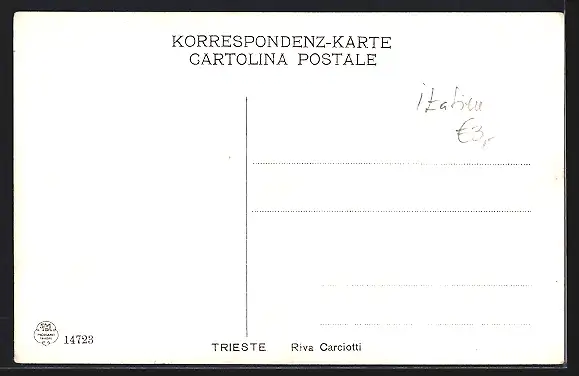 KORRESPONDENZ-KARTE
CARTOLINA POSTALE
Italien
€3,-
14723
TRIESTE Riva Carciotti